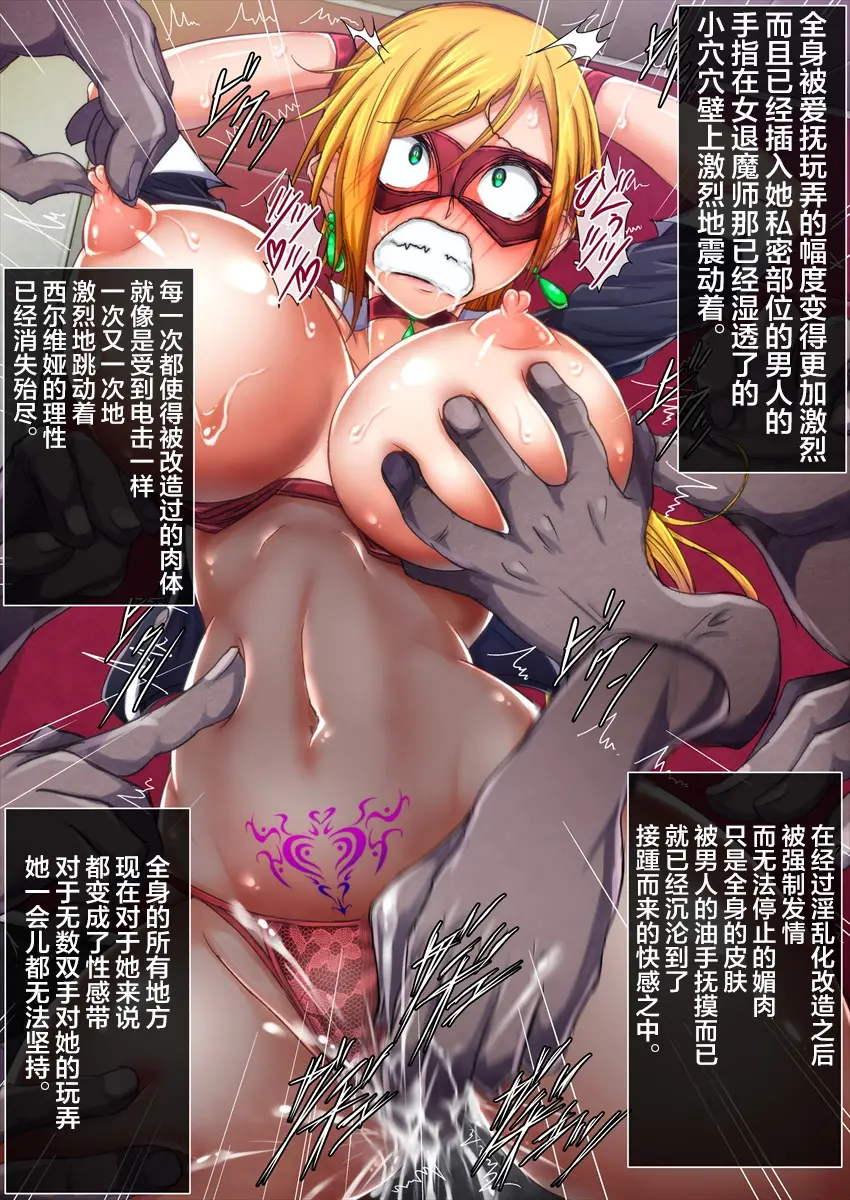 全身被爱抚玩弄的幅度变得更加激烈
而且已经插入她私密部位的男人的
手指在女退魔师那已经湿透了的
小穴穴壁上激烈地震动着。
每一次都使得被改造过的肉体
就像是受到电击一样
一次又一次地
激烈地跳动着
西尔维娅的理性
已经消失殆尽。
在经过淫乱化改造之后
被强制发情
而无法停止的媚肉
只是全身的皮肤
被男人的油手抚摸而已
就已经沉沦到了
接踵而来的快感之中。
全身的所有地方
现在对于她来说
都变成了性感带
对于无数双手对她的玩弄
她一会儿都无法坚持。
ビクンッ
ビクンッ